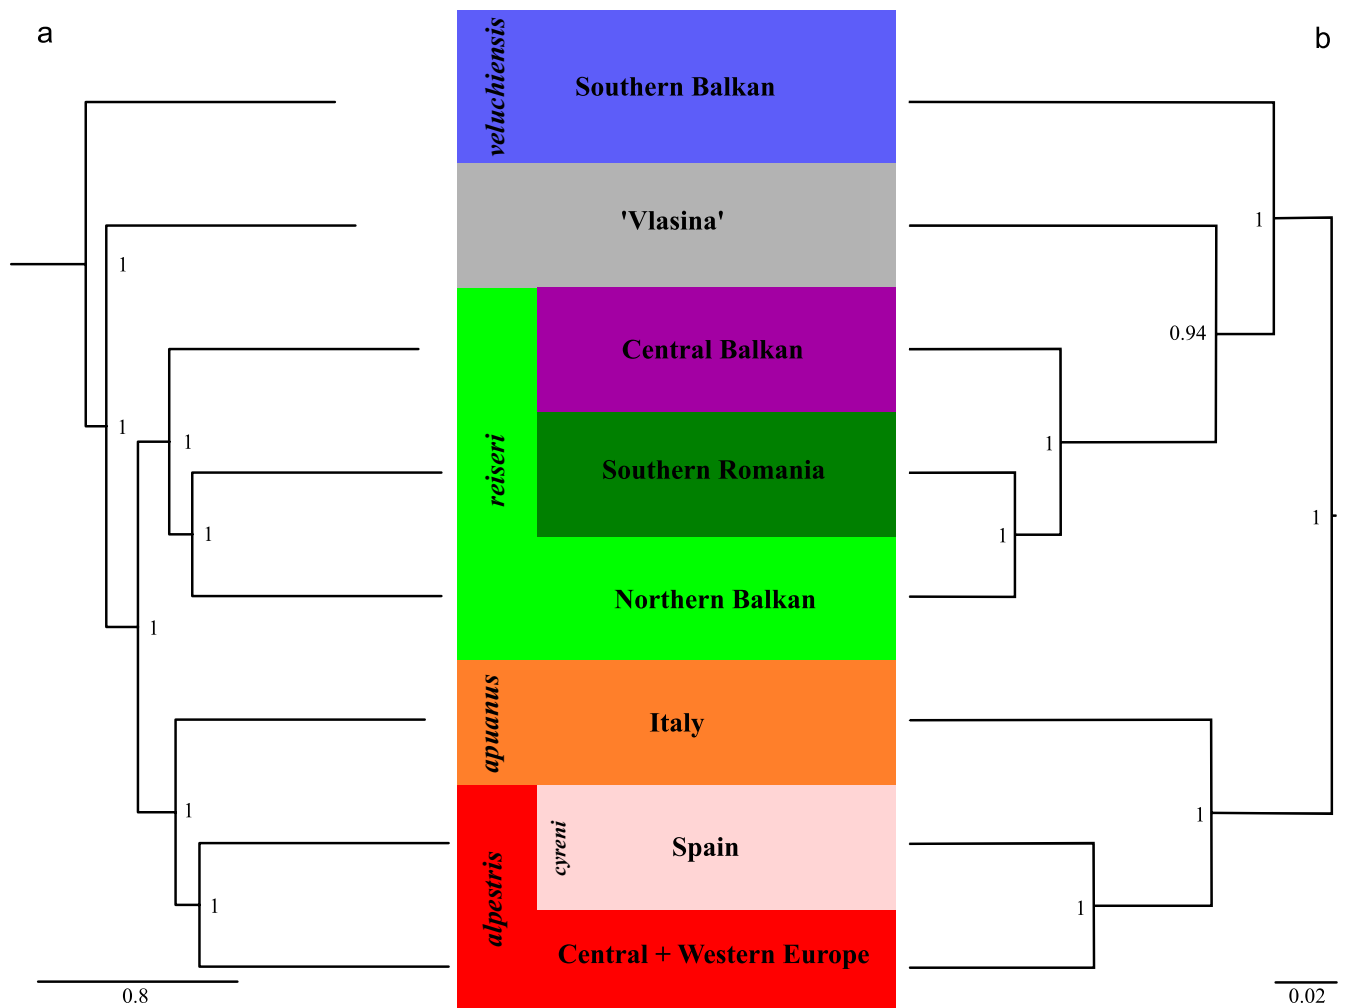 a
b
veluchiensis
Southern Balkan
'Vlasina'
reiseri
Central Balkan
Southern Romania
Northern Balkan
apuanus
Italy
alpestris
cyreni
Spain
Central + Western Europe
1
1
1
1
1
1
1
0.8
1
0.94
1
1
1
1
1
0.02